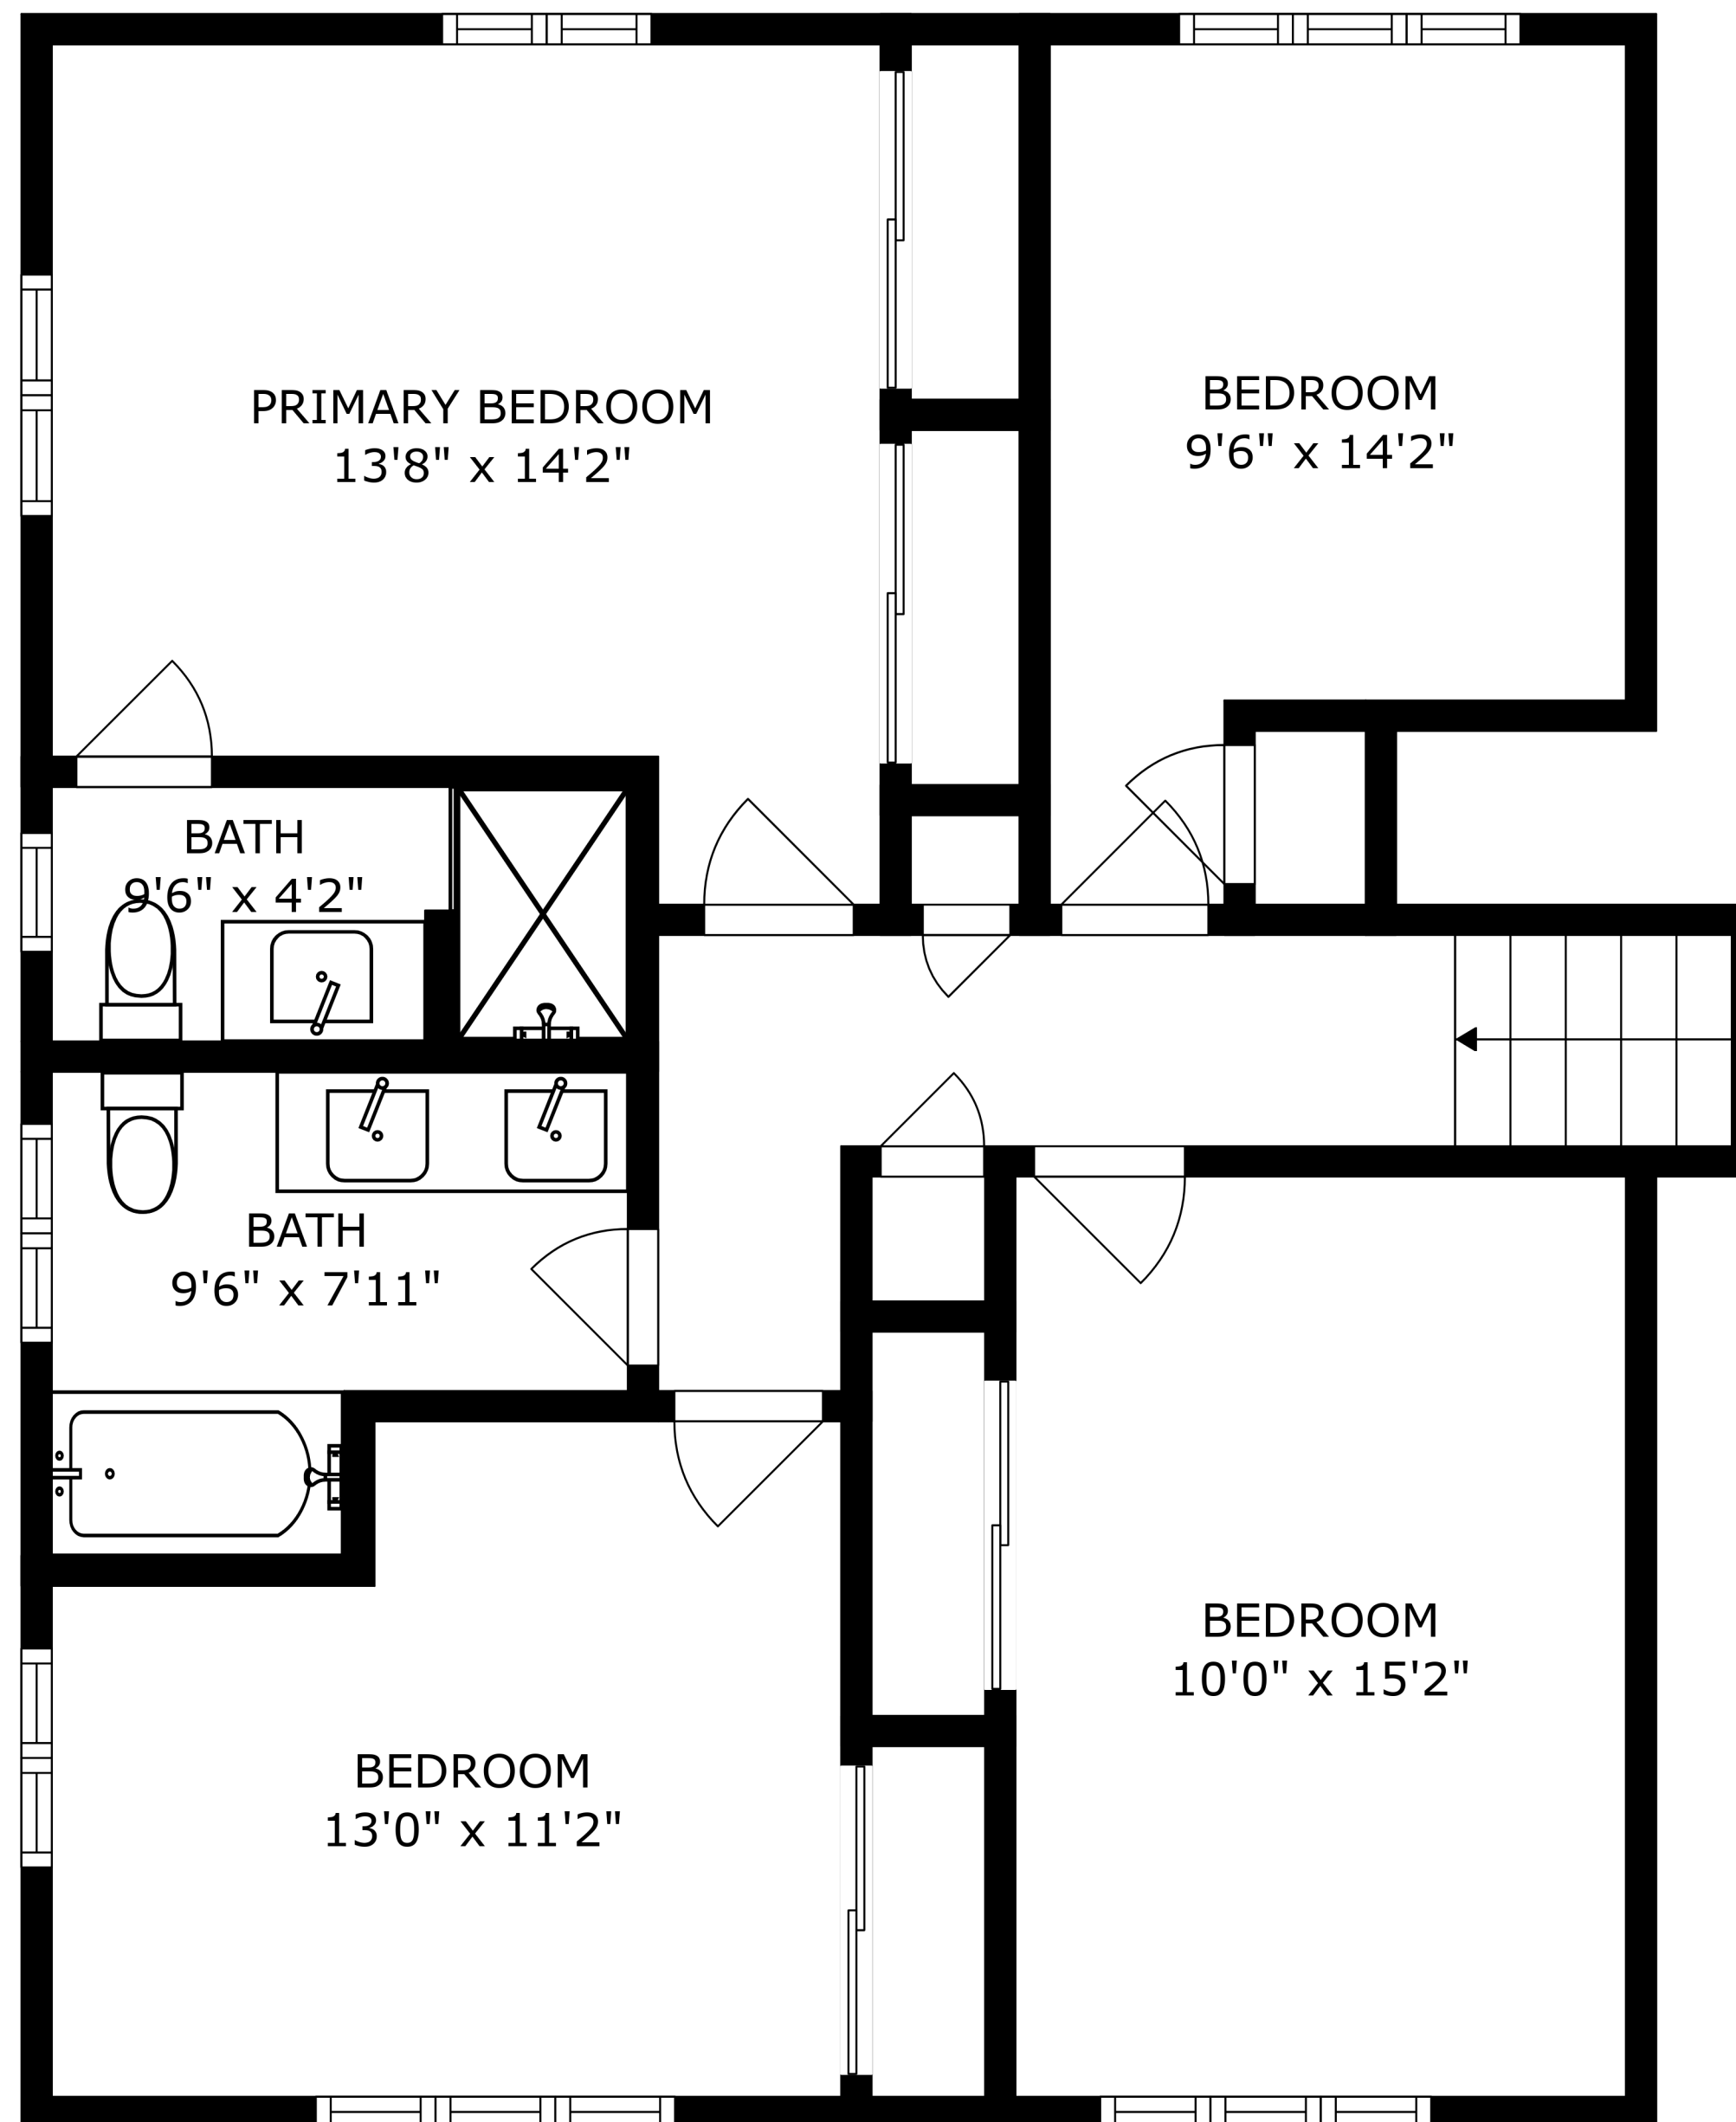 PRIMARY BEDROOM
13'8" x 14'2"
BEDROOM
9'6" x 14'2"
BATH
9'6" x 4'2"
BATH
9'6" x 7'11"
BEDROOM
10'0" x 15'2"
BEDROOM
13'0" x 11'2"